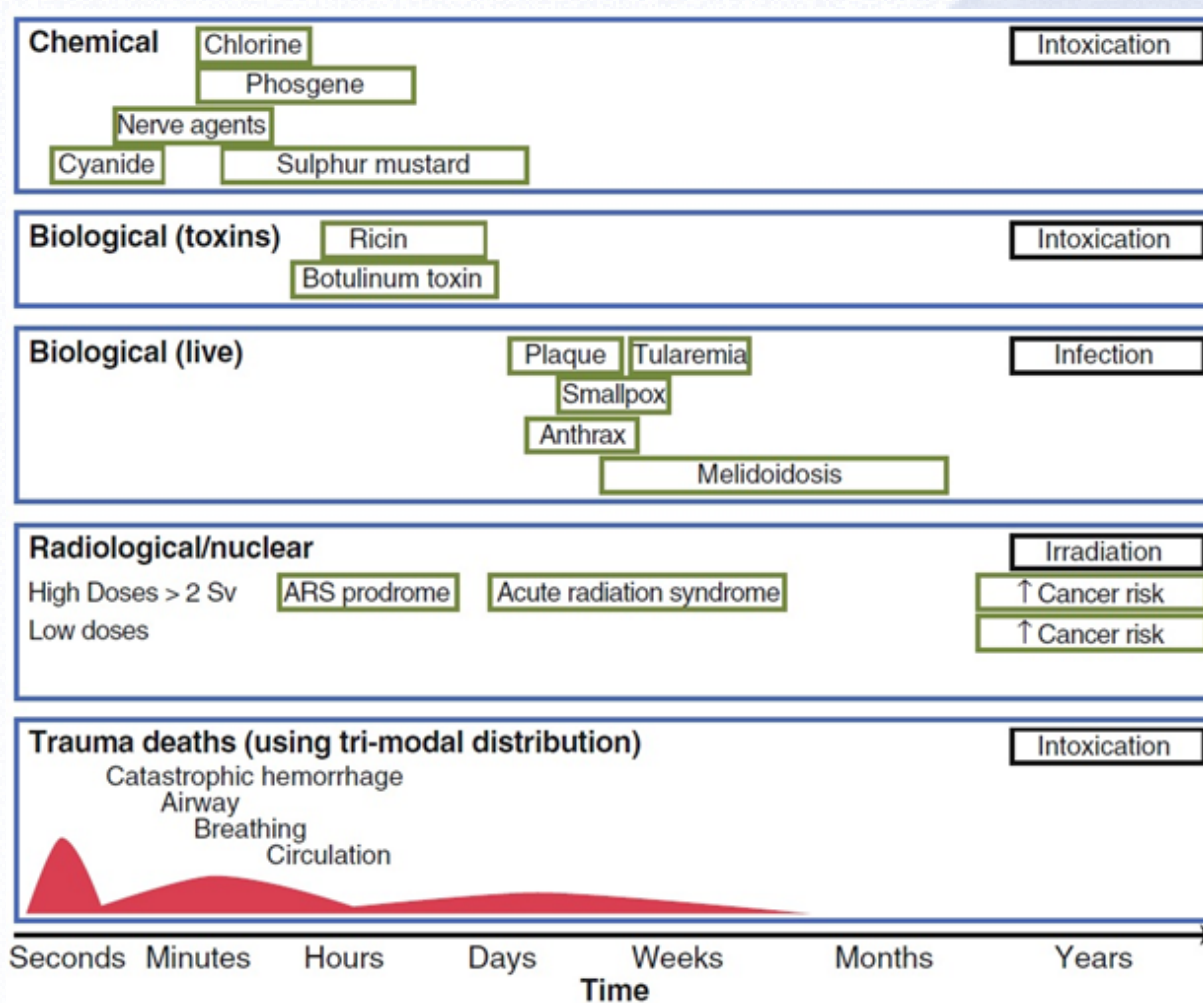 Chemical
Chlorine
Intoxication
Phosgene
Nerve agents
Cyanide
Sulphur mustard
Biological (toxins)
Ricin
Intoxication
Botulinum toxin
Biological (live)
Plaque
Tularemia
Infection
Smallpox
Anthrax
Melidoidosis
Radiological/nuclear
Irradiation
High Doses > 2 Sv
ARS prodrome
Acute radiation syndrome
↑ Cancer risk
Low doses
↑ Cancer risk
Trauma deaths (using tri-modal distribution)
Intoxication
Catastrophic hemorrhage
Airway
Breathing
Circulation
Seconds Minutes Hours Days Weeks Months Years
Time